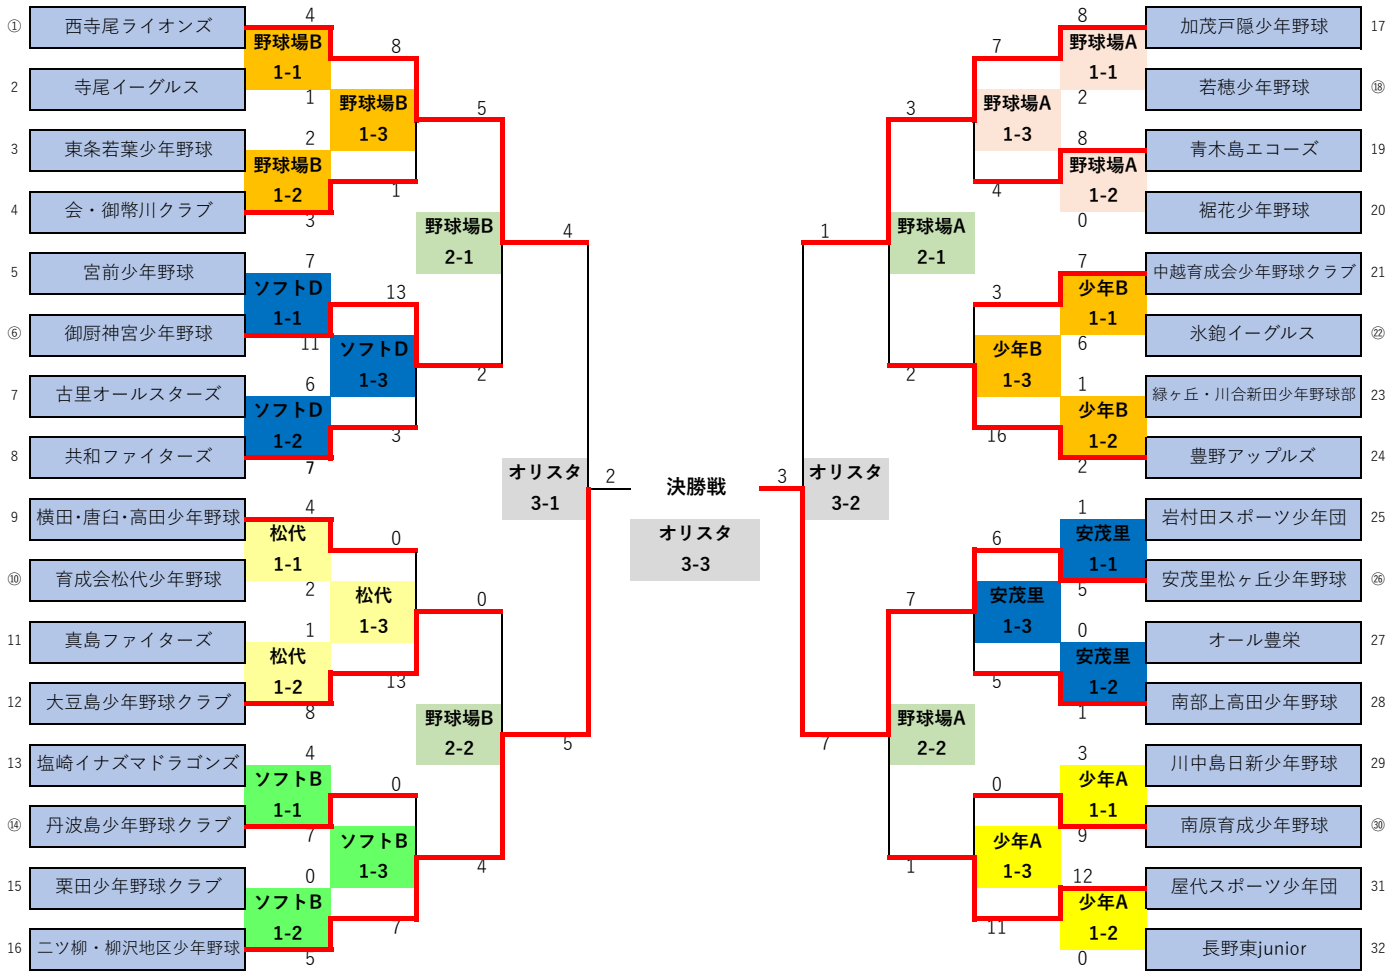 ① 西寺尾ライオンズ 4
野球場B
1-1
2 寺尾イーグルス 1
8
野球場B
1-3
3 東条若葉少年野球 2
野球場B
1-2
4 会・御幣川クラブ 3
1
5
野球場B
2-1
5 宮前少年野球 7
ソフトD
1-1
⑥ 御厨神宮少年野球 11
13
ソフトD
1-3
7 古里オールスターズ 6
ソフトD
1-2
8 共和ファイターズ 7
3
2
4
オリスタ
3-1
9 横田・唐臼・高田少年野球 4
松代
1-1
⑩ 育成会松代少年野球 2
0
松代
1-3
11 真島ファイターズ 1
松代
1-2
12 大豆島少年野球クラブ 8
13
0
野球場B
2-2
13 塩崎イナズマドラゴンズ 4
ソフトB
1-1
⑭ 丹波島少年野球クラブ 7
0
ソフトB
1-3
15 栗田少年野球クラブ 0
ソフトB
1-2
16 二ツ柳・柳沢地区少年野球 5
7
4
5
2 決勝戦 3
オリスタ
3-3
8 加茂戸隠少年野球 17
野球場A
1-1
2 若穂少年野球 ⑱
7
野球場A
1-3
8 青木島エコーズ 19
野球場A
1-2
0 裾花少年野球 20
4
3
野球場A
2-1
7 中越育成会少年野球クラブ 21
少年B
1-1
6 氷鉋イーグルス ㉒
3
少年B
1-3
1 緑ヶ丘・川合新田少年野球部 23
少年B
1-2
2 豊野アップルズ 24
16
2
1
オリスタ
3-2
1 岩村田スポーツ少年団 25
安茂里
1-1
5 安茂里松ヶ丘少年野球 ㉖
6
安茂里
1-3
0 オール豊栄 27
安茂里
1-2
1 南部上高田少年野球 28
5
7
野球場A
2-2
3 川中島日新少年野球 29
少年A
1-1
9 南原育成少年野球 ㉚
0
少年A
1-3
12 屋代スポーツ少年団 31
少年A
1-2
0 長野東junior 32
11
1
7